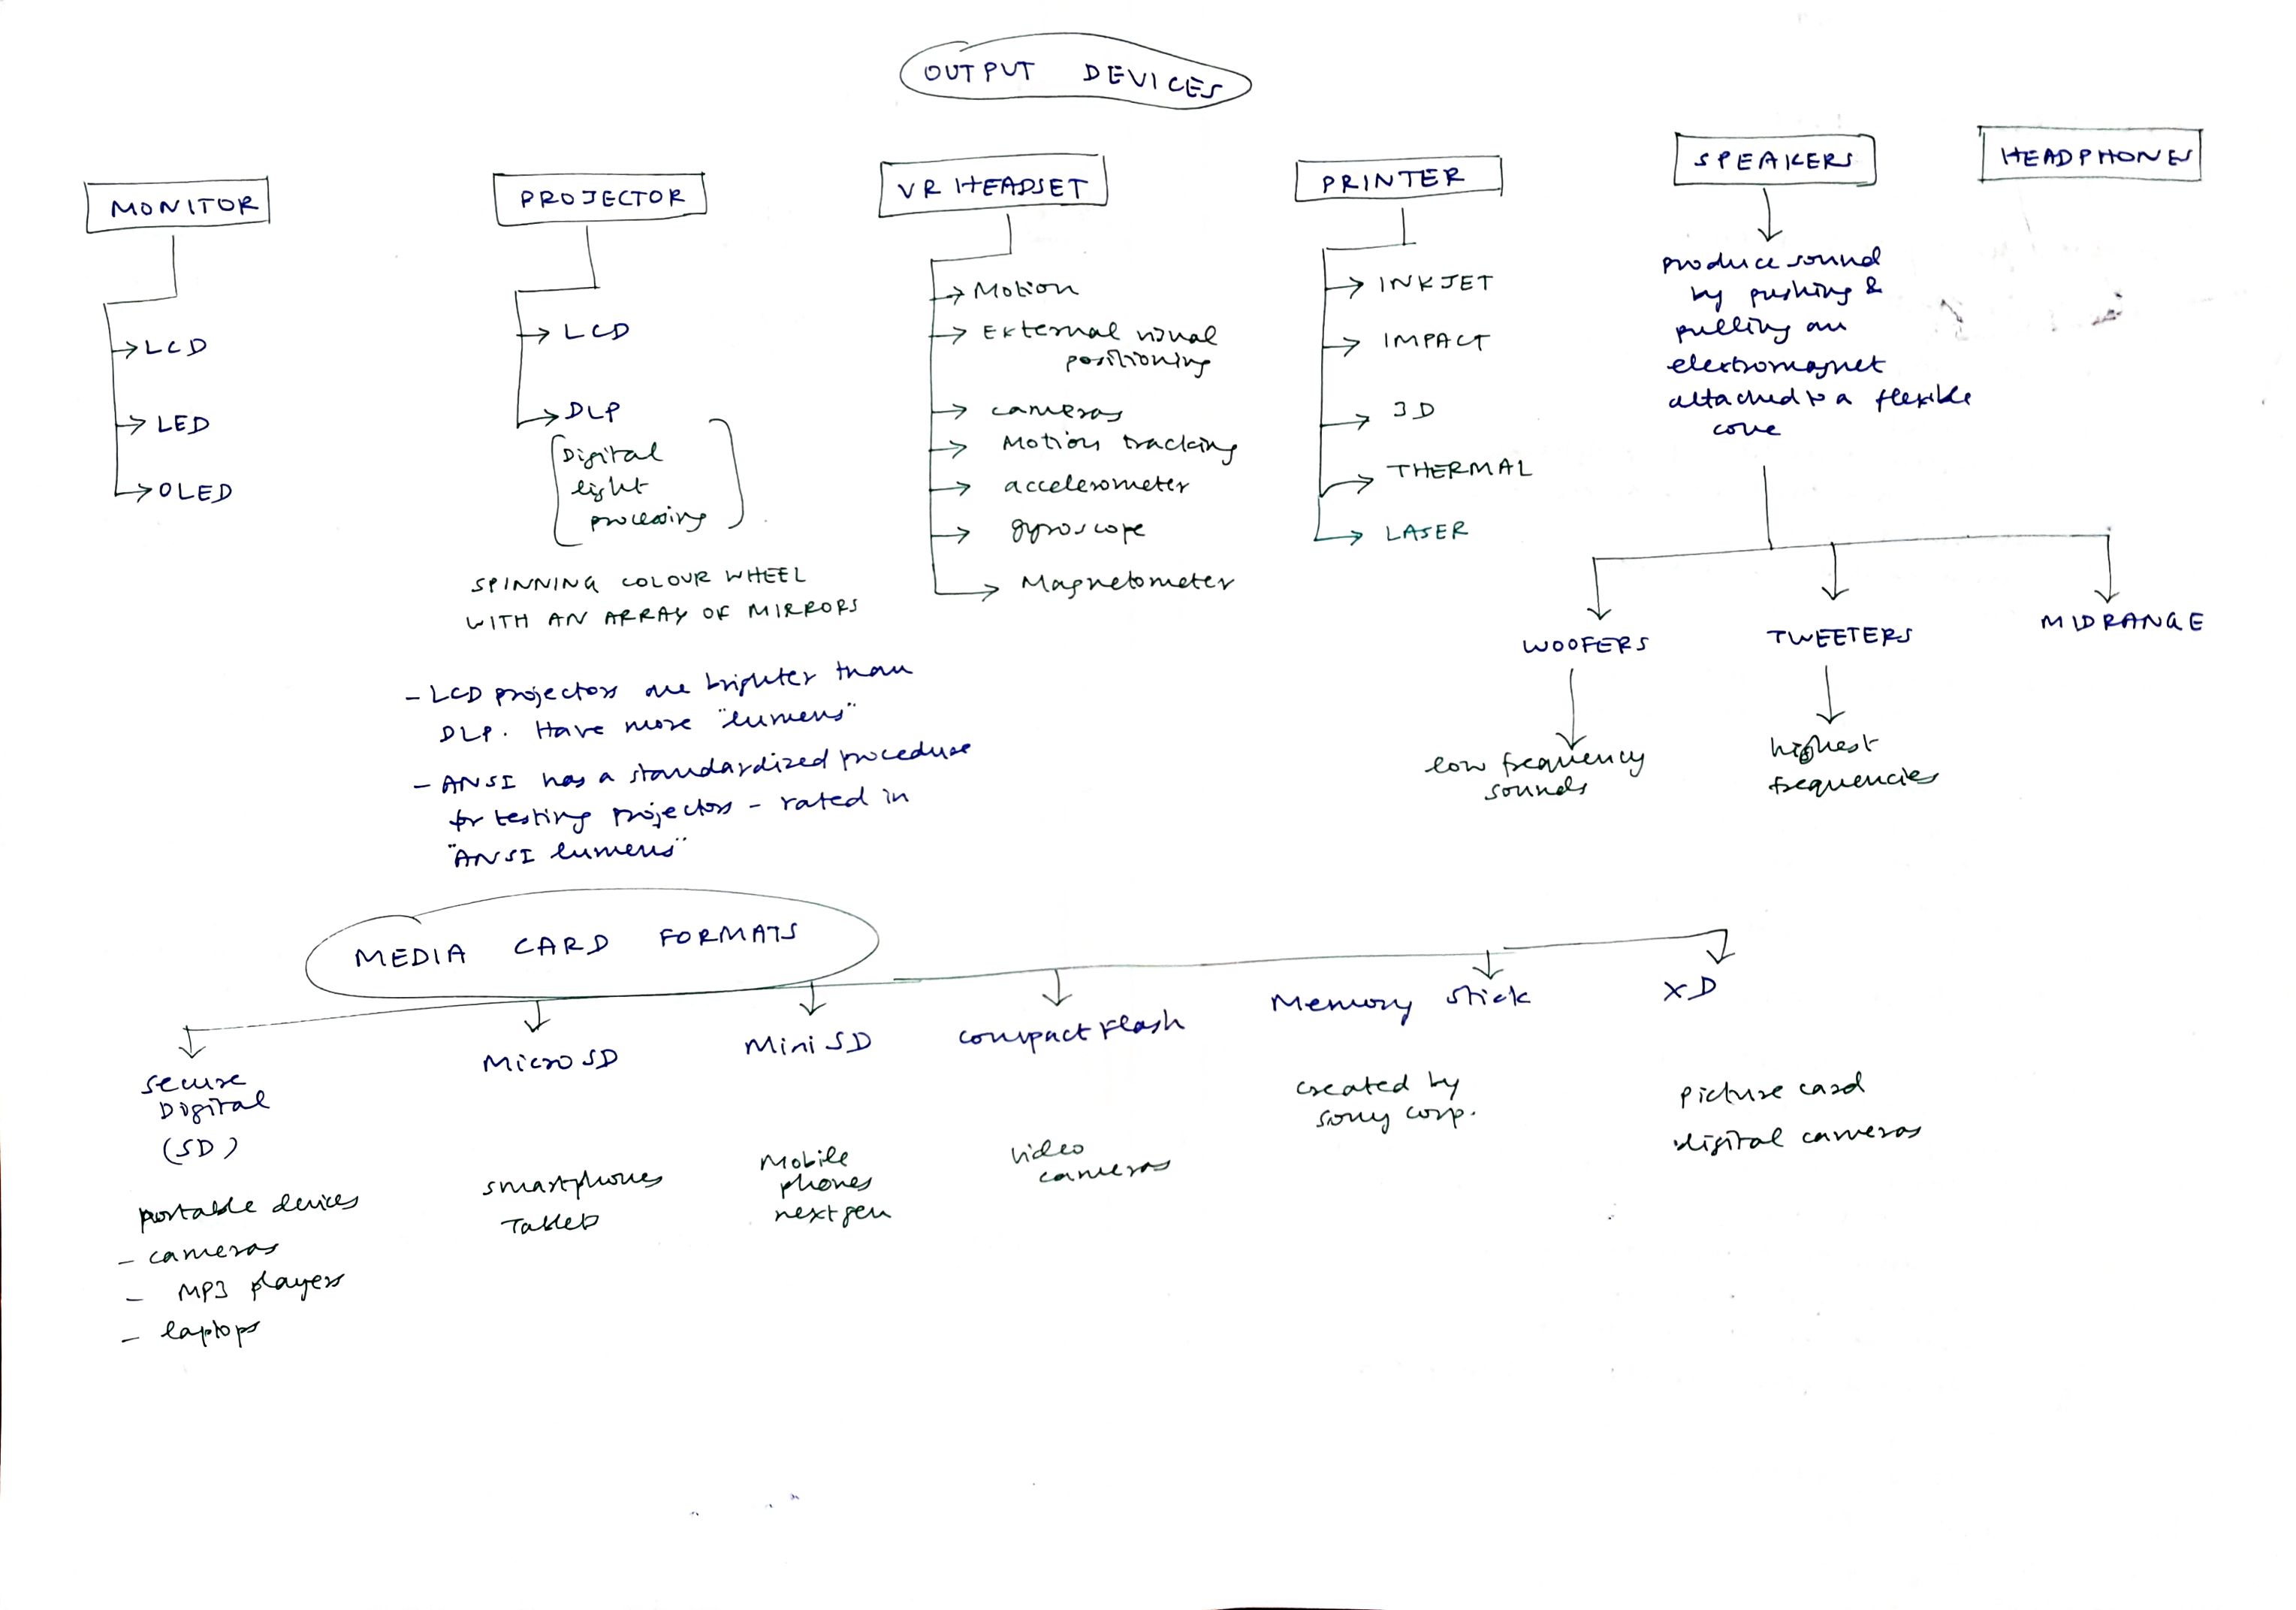 OUTPUT DEVICES
MONITOR
LCD
LED
OLED
PROJECTOR
LCD
DLP
Digital
light
processing
SPINNING COLOUR WHEEL
WITH AN ARRAY OF MIRRORS
- LCD projectors are brighter than
DLP. Have more "lumens"
- ANSI has a standardized procedure
for testing projectors - rated in
"ANSI lumens"
VR HEADSET
Motion
External visual
positioning
cameras
Motion tracking
accelerometer
gyroscope
Magnetometer
PRINTER
INKJET
IMPACT
3D
THERMAL
LASER
SPEAKERS
produce sound
by pushing &
pulling an
electromagnet
attached to a flexible
cone
WOOFERS
low frequency
sounds
TWEETERS
highest
frequencies
MIDRANGE
HEADPHONES
MEDIA CARD FORMATS
Secure
Digital
(SD)
portable devices
- cameras
- MP3 players
- laptops
Micro SD
smartphones
Tablets
Mini SD
Mobile
phones
next gen
Compact Flash
video
cameras
Memory stick
created by
Sony corp.
XD
picture card
digital cameras